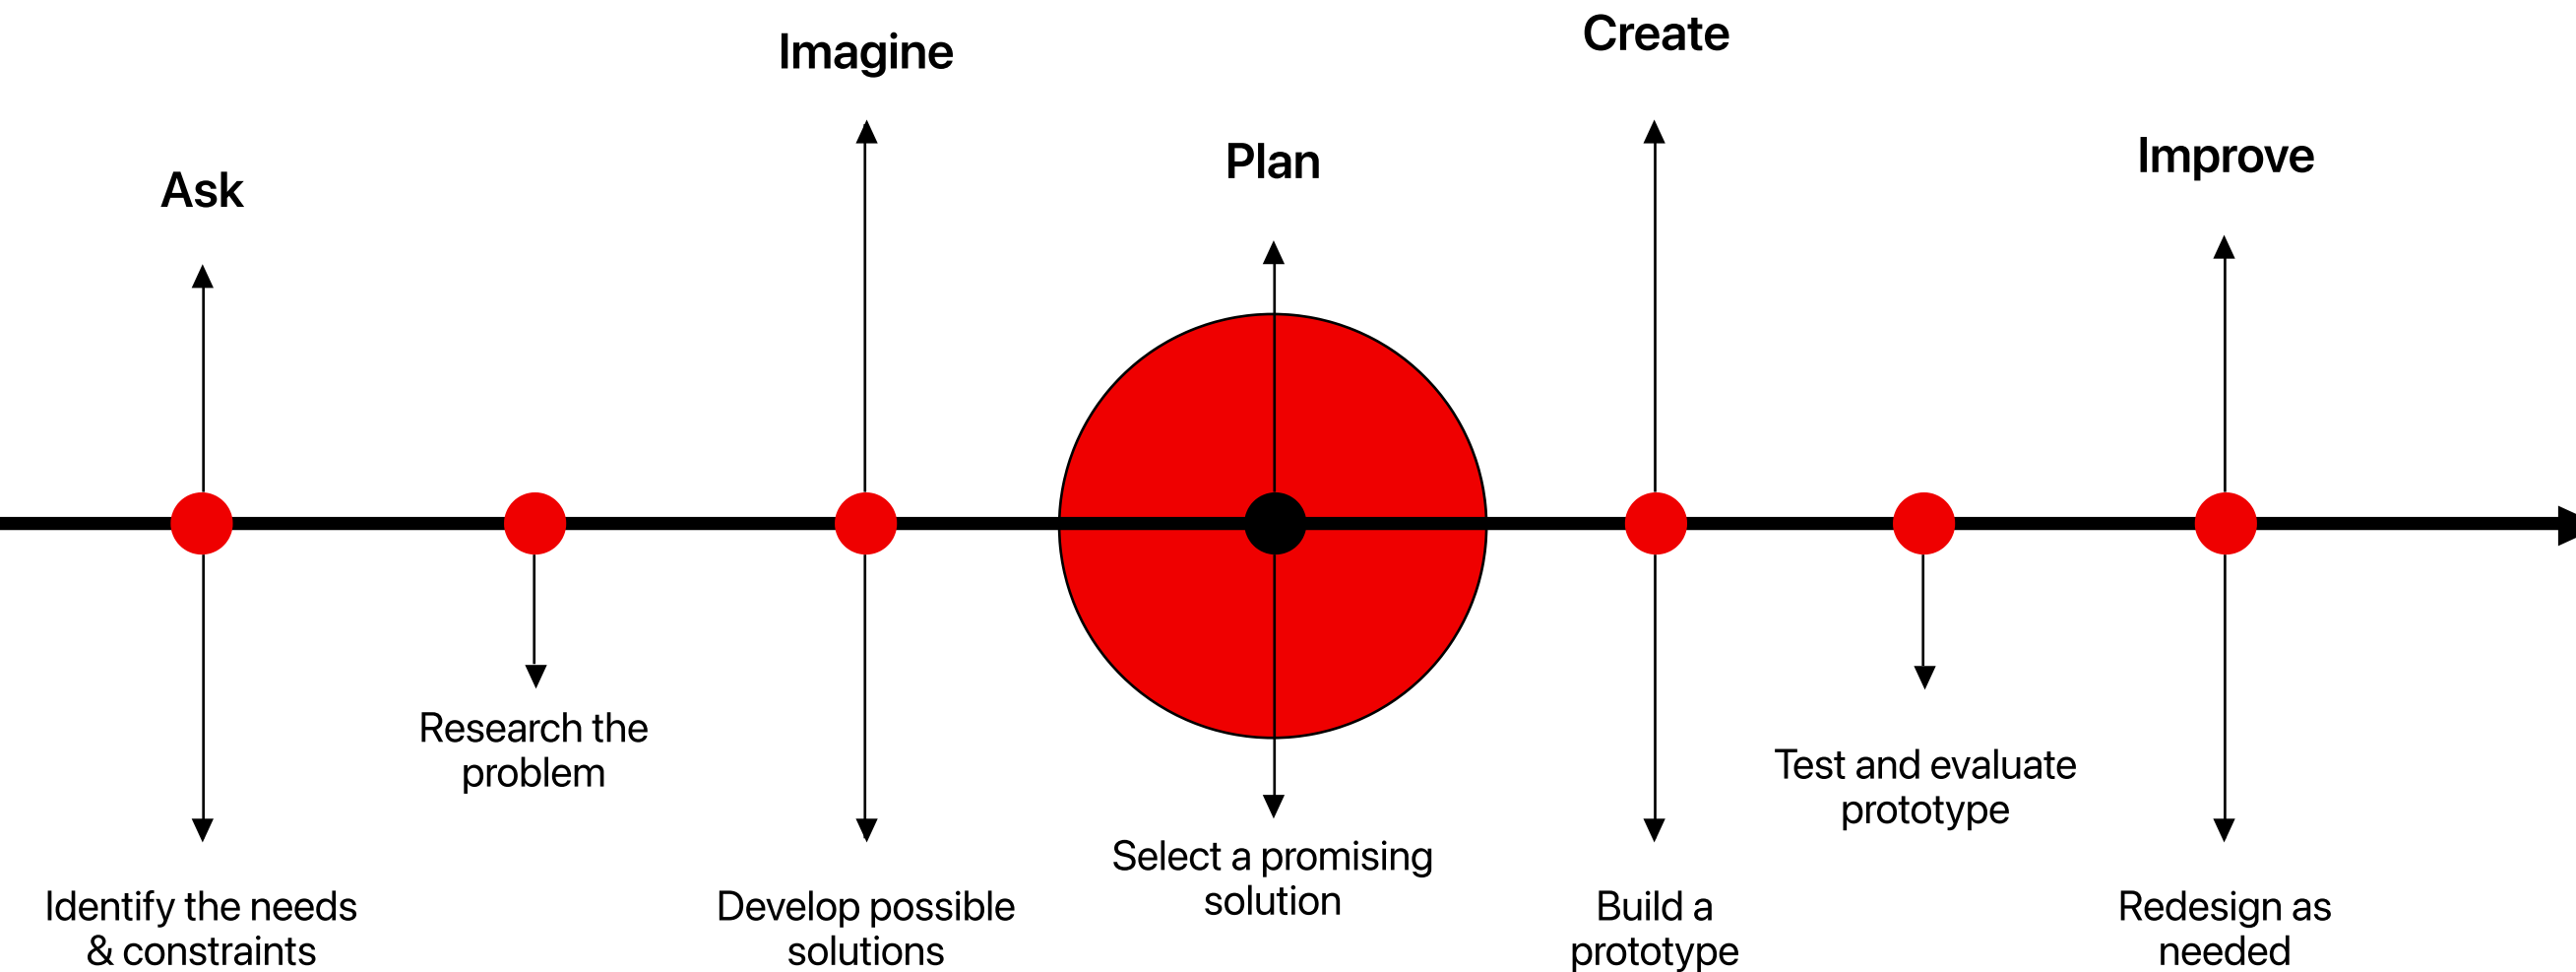 Create
Imagine
Plan
Improve
Ask
Research the
problem
Test and evaluate
prototype
Select a promising
solution
Identify the needs
& constraints
Develop possible
solutions
Build a
prototype
Redesign as
needed